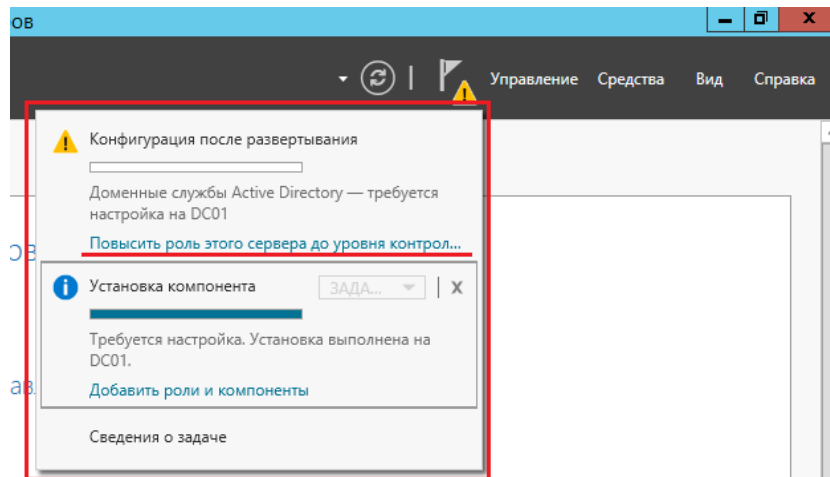 ов
Управление Средства Вид Справка
Конфигурация после развертывания
Доменные службы Active Directory — требуется
настройка на DC01
Повысить роль этого сервера до уровня контрол...
Установка компонента ЗАДА... X
Требуется настройка. Установка выполнена на
DC01.
Добавить роли и компоненты
Сведения о задаче